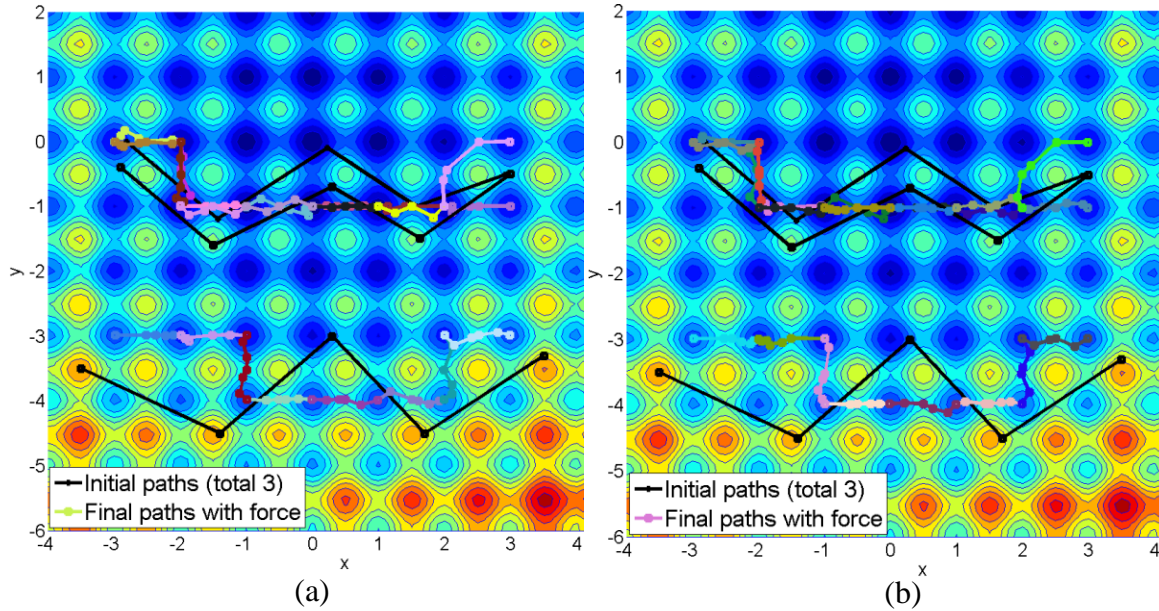 2
1
0
-1
-2
-3
-4
-5
-6
y
Initial paths (total 3)
Final paths with force
-4 -3 -2 -1 0 1 2 3 4
x
(a)
2
1
0
-1
-2
-3
-4
-5
-6
y
Initial paths (total 3)
Final paths with force
-4 -3 -2 -1 0 1 2 3 4
x
(b)